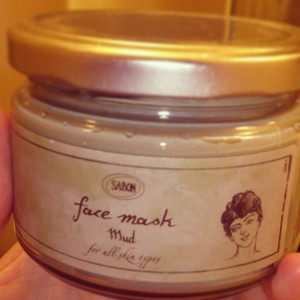 SABON
face mask
Mud
for all skin types